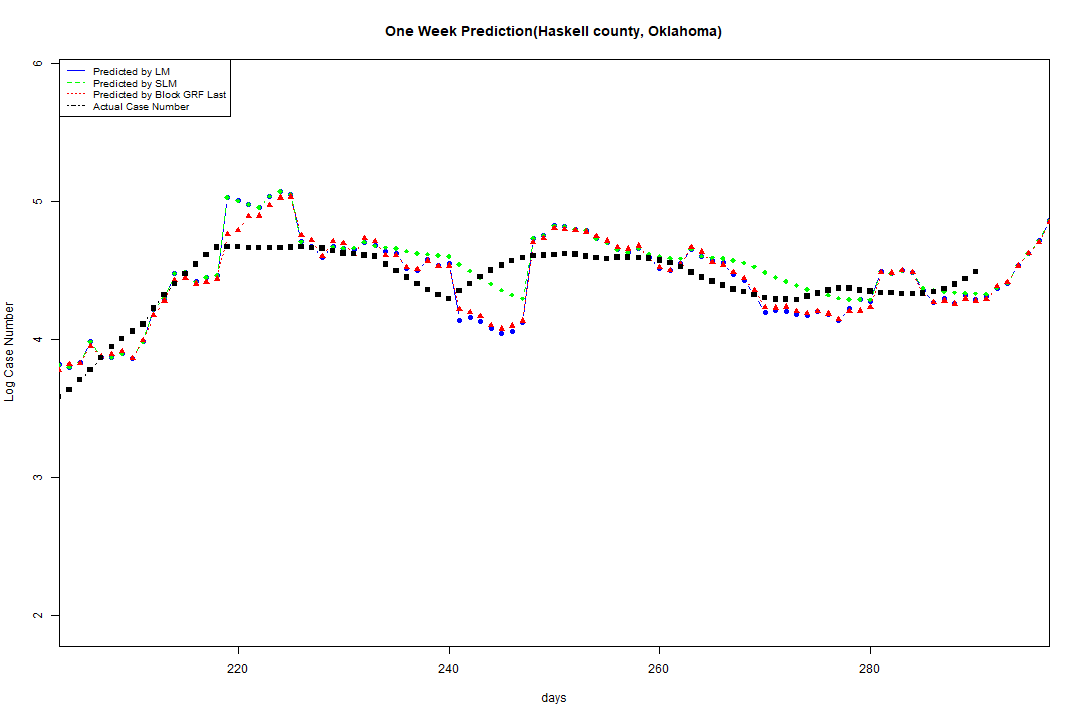 One Week Prediction(Haskell county, Oklahoma)
Predicted by LM
Predicted by SLM
Predicted by Block GRF Last
Actual Case Number
6
5
4
3
2
Log Case Number
220 240 260 280
days